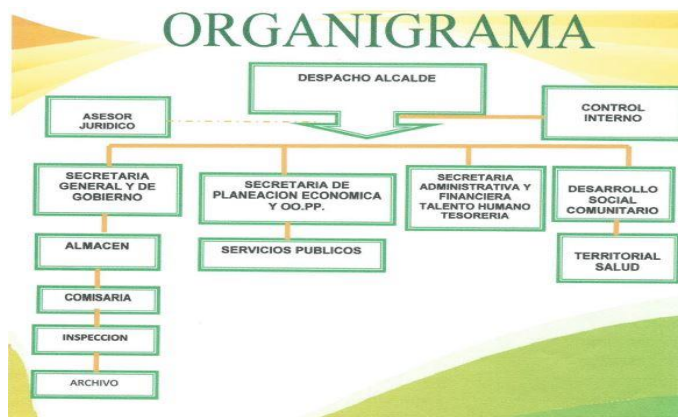 ORGANIGRAMA
DESPACHO ALCALDE
ASESOR
JURIDICO
CONTROL
INTERNO
SECRETARIA
GENERAL Y DE
GOBIERNO
SECRETARIA DE
PLANEACION ECONOMICA
Y OO.PP.
SECRETARIA
ADMINISTRATIVA Y
FINANCIERA
TALENTO HUMANO
TESORERIA
DESARROLLO
SOCIAL
COMUNITARIO
ALMACEN
SERVICIOS PUBLICOS
TERRITORIAL
SALUD
COMISARIA
INSPECCION
ARCHIVO